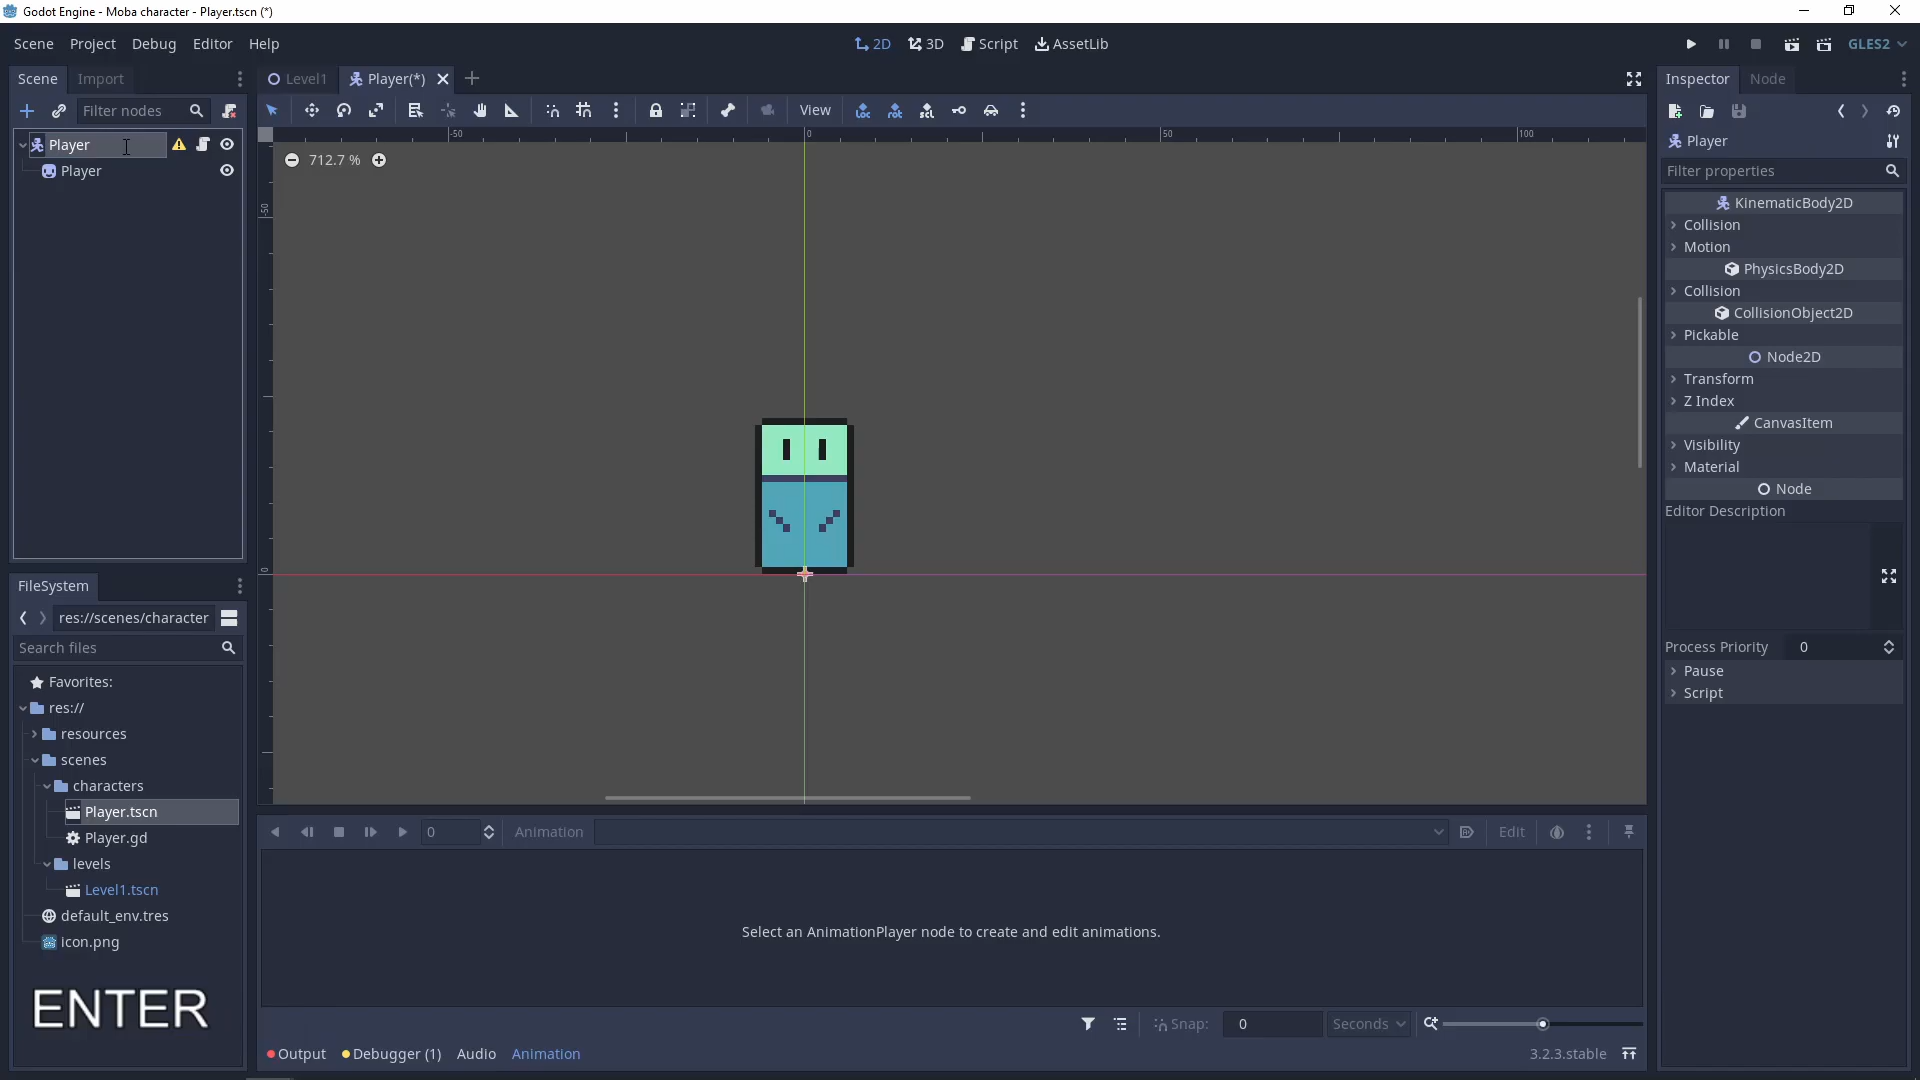 Godot Engine - Moba character - Player.tscn (*)
Scene Project Debug Editor Help
2D 3D Script AssetLib
GLES2
Scene Import
Level1 Player(*)
Inspector Node
Filter nodes
View
Player
Player
-50 0 50 100
712.7 %
-50
0
Player
Filter properties
KinematicBody2D
Collision
Motion
PhysicsBody2D
Collision
CollisionObject2D
Pickable
Node2D
Transform
Z Index
CanvasItem
Visibility
Material
Node
Editor Description
Process Priority 0
Pause
Script
FileSystem
res://scenes/character
Search files
Favorites:
res://
resources
scenes
characters
Player.tscn
Player.gd
levels
Level1.tscn
default_env.tres
icon.png
ENTER
0 Animation Edit
Select an AnimationPlayer node to create and edit animations.
Snap: 0 Seconds
Output Debugger (1) Audio Animation
3.2.3.stable